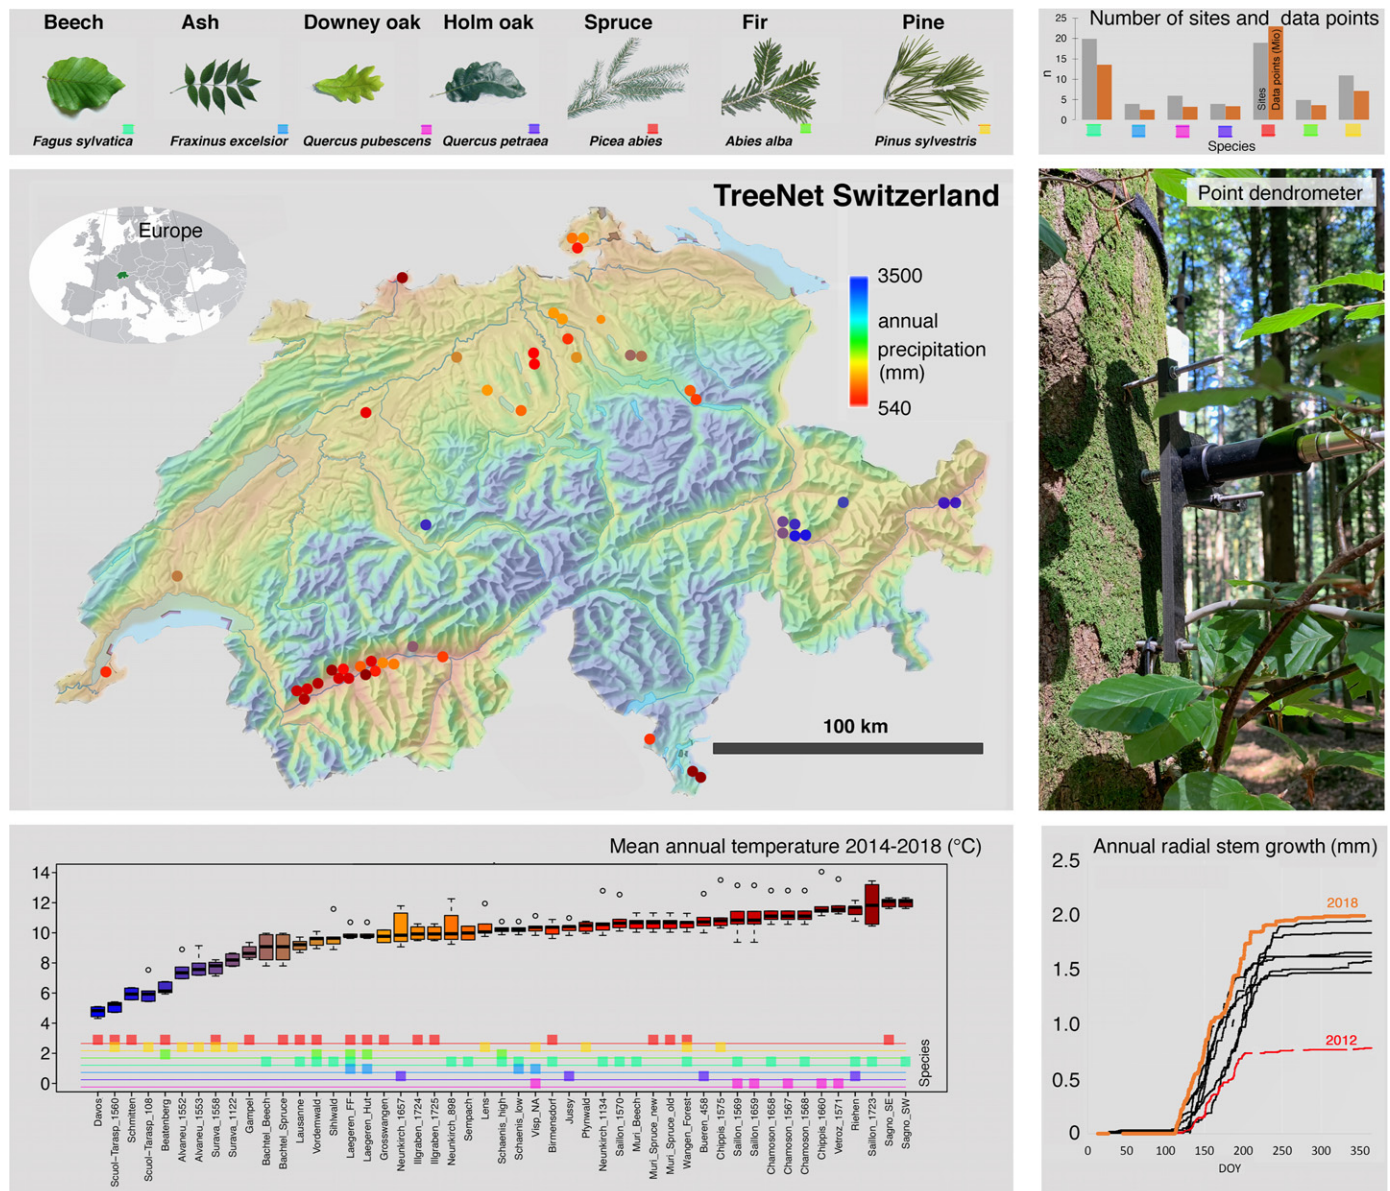 Beech
Ash
Downey oak
Holm oak
Spruce
Fir
Pine
Fagus sylvatica
Fraxinus excelsior
Quercus pubescens
Quercus petraea
Picea abies
Abies alba
Pinus sylvestris
Number of sites and data points
25
20
15
10
5
0
n
Sites
Data points (Mio)
Species
TreeNet Switzerland
Europe
3500
annual
precipitation
(mm)
540
100 km
Point dendrometer
Mean annual temperature 2014-2018 (°C)
14
12
10
8
6
4
2
0
Species
Davos
Scuol-Tarasp_1560
Schmitten
Scuol-Tarasp_108
Beatenberg
Alvaneu_1552
Alvaneu_1553
Surava_1558
Surava_1122
Gampel
Bachtel_Beech
Bachtel_Spruce
Lausanne
Vordemwald
Sihlwald
Laegeren_FF
Laegeren_Hut
Grosswangen
Neunkirch_1657
Illgraben_1724
Illgraben_1725
Neunkirch_898
Sempach
Lens
Schaenis_high
Schaenis_low
Visp_NA
Birmensdorf
Jussy
Pfynwald
Neunkirch_1134
Saillon_1570
Muri_Beech
Muri_Spruce_new
Muri_Spruce_old
Wangen_Forest
Bueren_458
Chippis_1575
Saillon_1569
Saillon_1659
Chamoson_1658
Chamoson_1567
Chamoson_1568
Chippis_1660
Vetroz_1571
Riehen
Saillon_1723
Sagno_SE
Sagno_SW
Annual radial stem growth (mm)
2.5
2.0
1.5
1.0
0.5
0
2018
2012
0
50
100
150
200
250
300
350
DOY